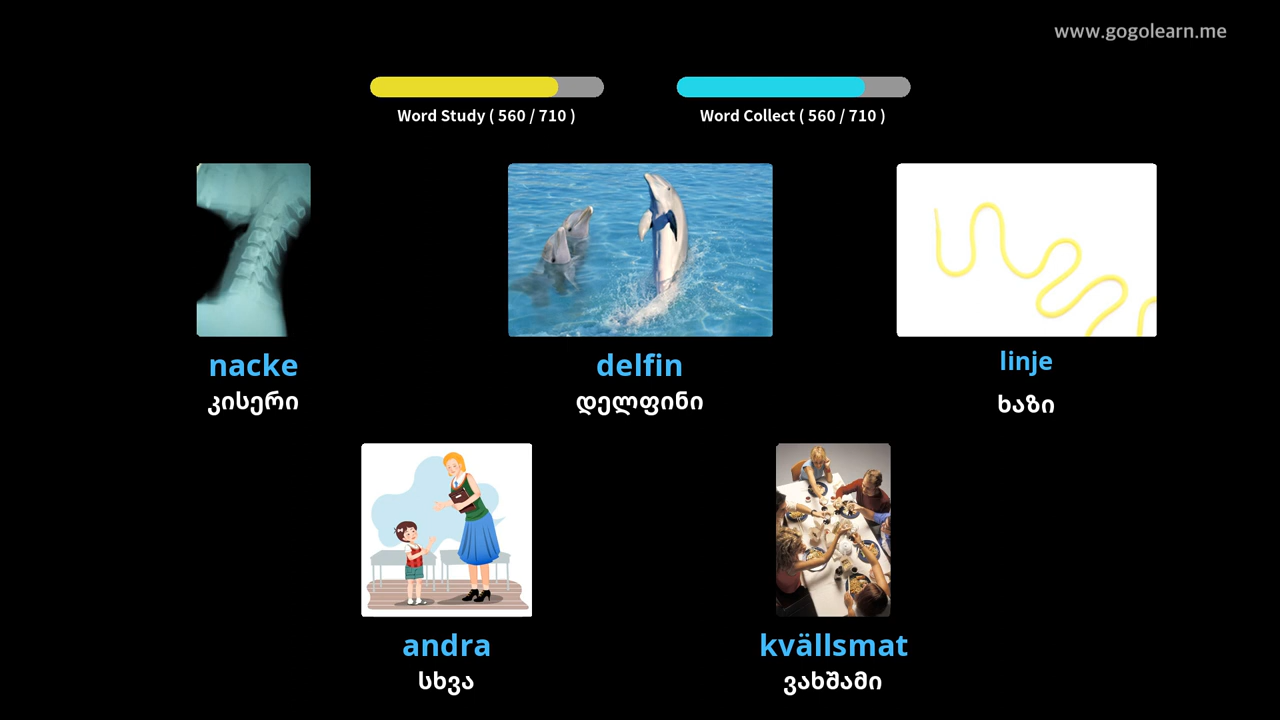 www.gogolearn.me
Word Study ( 560 / 710 )
Word Collect ( 560 / 710 )
nacke
კისერი
delfin
დელფინი
linje
ხაზი
andra
სხვა
kvällsmat
ვახშამი